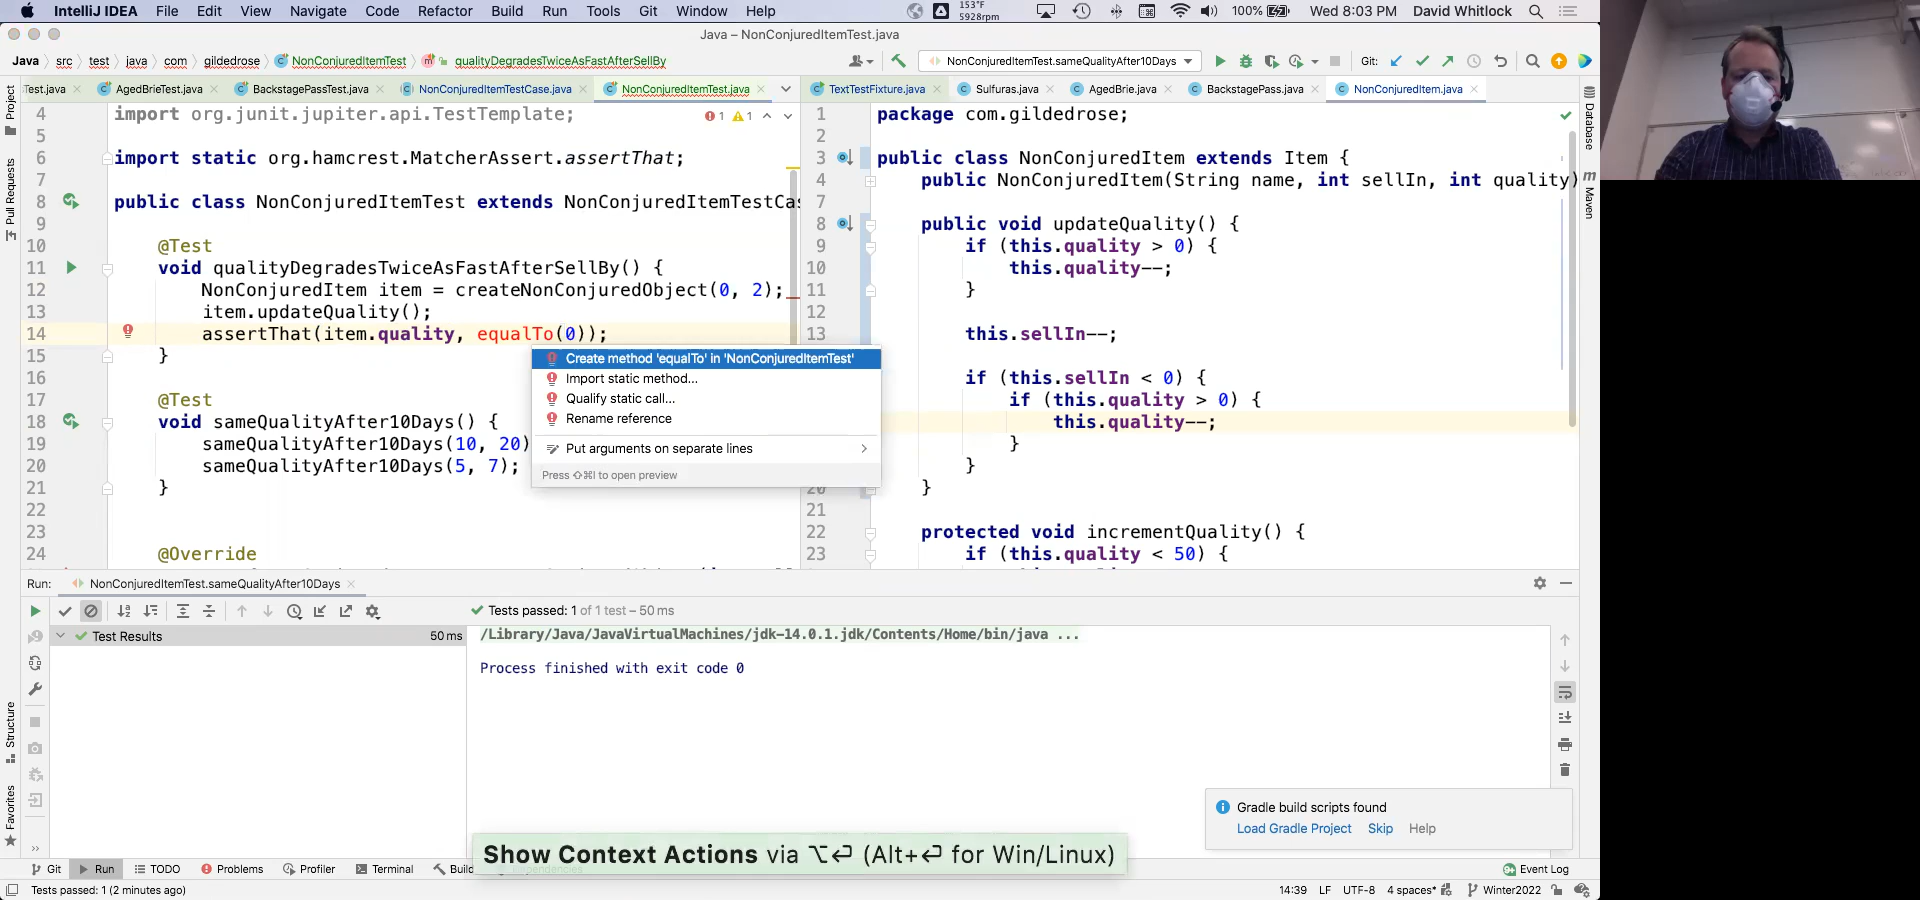 IntelliJ IDEA File Edit View Navigate Code Refactor Build Run Tools Git Window Help 153°F 5928rpm 100% Wed 8:03 PM David Whitlock
Java – NonConjuredItemTest.java
Java src test java com gildedrose NonConjuredItemTest qualityDegradesTwiceAsFastAfterSellBy NonConjuredItemTest.sameQualityAfter10Days Git:
Test.java AgedBrieTest.java BackstagePassTest.java NonConjuredItemTestCase.java NonConjuredItemTest.java TextTestFixture.java Sulfuras.java AgedBrie.java BackstagePass.java NonConjuredItem.java
Project
Pull Requests
Structure
Favorites
4 import org.junit.jupiter.api.TestTemplate; 1 1
5
6 import static org.hamcrest.MatcherAssert.assertThat;
7
8 public class NonConjuredItemTest extends NonConjuredItemTestCas
9
10 @Test
11 void qualityDegradesTwiceAsFastAfterSellBy() {
12 NonConjuredItem item = createNonConjuredObject(0, 2);
13 item.updateQuality();
14 assertThat(item.quality, equalTo(0));
15 }
16
17 @Test
18 void sameQualityAfter10Days() {
19 sameQualityAfter10Days(10, 20)
20 sameQualityAfter10Days(5, 7);
21 }
22
23
24 @Override
Create method 'equalTo' in 'NonConjuredItemTest'
Import static method...
Qualify static call...
Rename reference
Put arguments on separate lines
Press ⇧⌘I to open preview
1 package com.gildedrose;
2
3 public class NonConjuredItem extends Item {
4 public NonConjuredItem(String name, int sellIn, int quality)
7
8 public void updateQuality() {
9 if (this.quality > 0) {
10 this.quality--;
11 }
12
13 this.sellIn--;
if (this.sellIn < 0) {
if (this.quality > 0) {
this.quality--;
}
}
20 }
21
22 protected void incrementQuality() {
23 if (this.quality < 50) {
Database
Maven
Run: NonConjuredItemTest.sameQualityAfter10Days
Tests passed: 1 of 1 test – 50 ms
Test Results 50 ms
/Library/Java/JavaVirtualMachines/jdk-14.0.1.jdk/Contents/Home/bin/java ...
Process finished with exit code 0
Gradle build scripts found
Load Gradle Project Skip Help
Show Context Actions via ⌥⏎ (Alt+⏎ for Win/Linux)
Git Run TODO Problems Profiler Terminal Build Event Log
Tests passed: 1 (2 minutes ago) 14:39 LF UTF-8 4 spaces* Winter2022